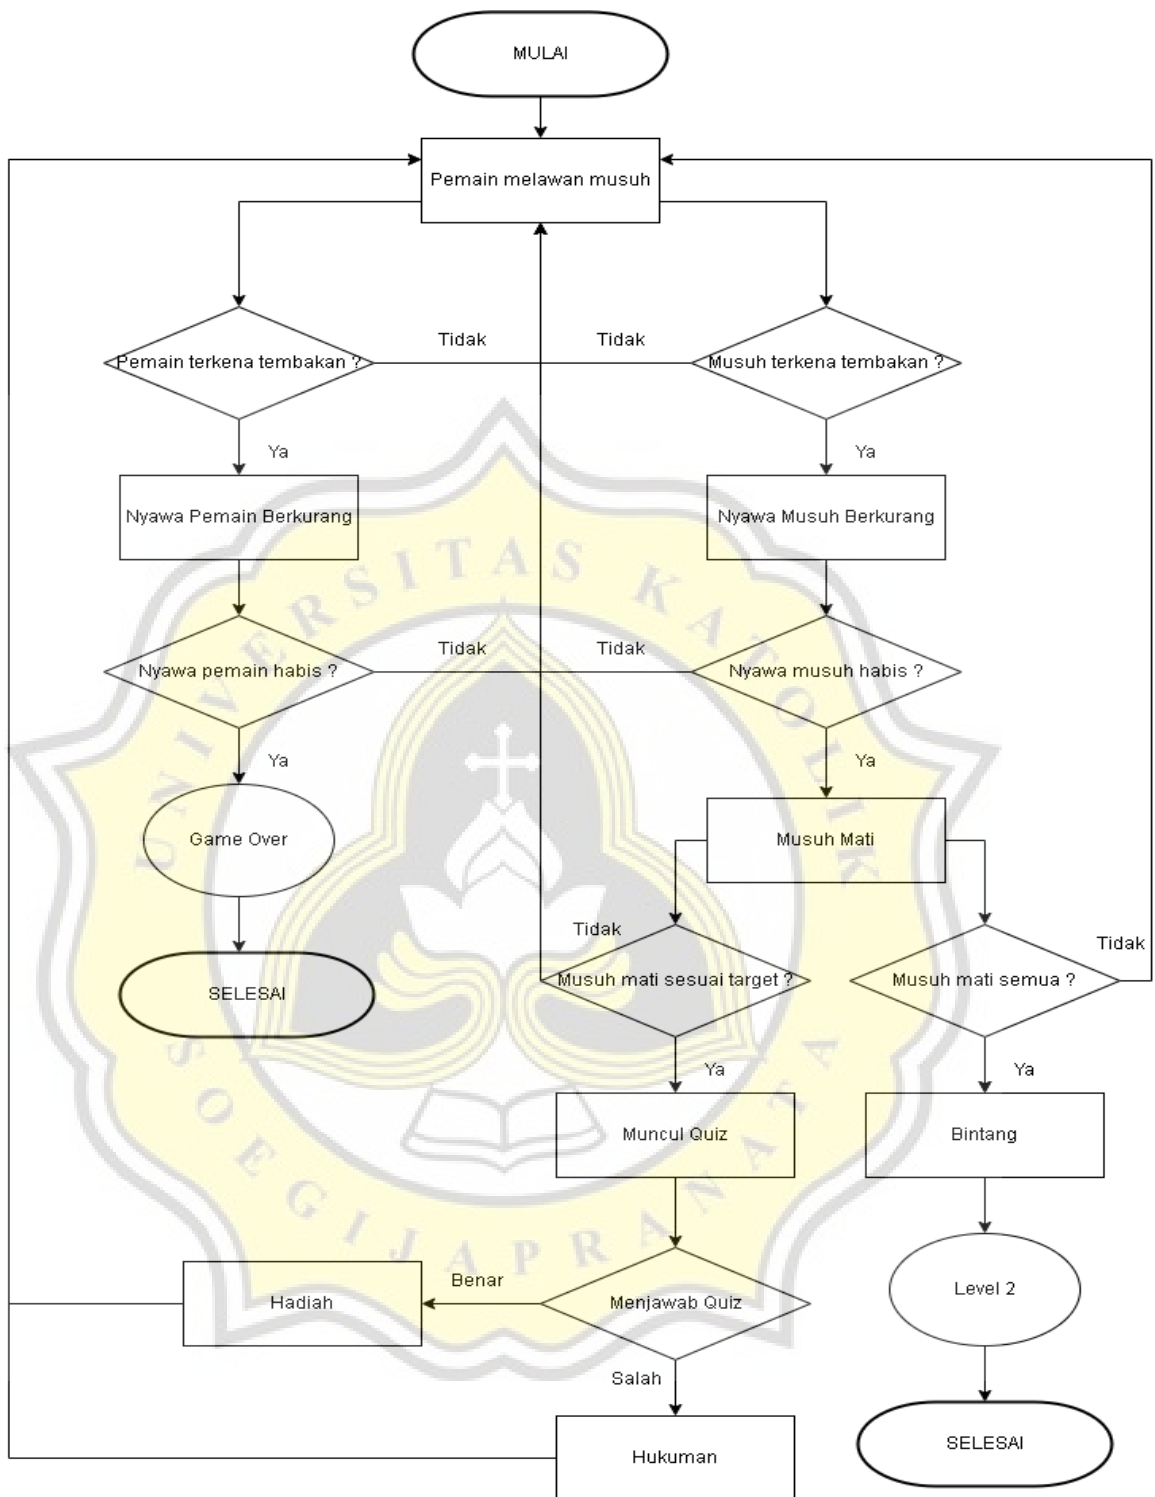 MULAI
Pemain melawan musuh
Tidak
Tidak
Pemain terkena tembakan ?
Musuh terkena tembakan ?
Ya
Ya
Nyawa Pemain Berkurang
Nyawa Musuh Berkurang
Tidak
Tidak
Nyawa pemain habis ?
Nyawa musuh habis ?
Ya
Ya
Game Over
Musuh Mati
Tidak
Tidak
SELESAI
Musuh mati sesuai target ?
Musuh mati semua ?
Ya
Ya
Muncul Quiz
Bintang
Benar
Hadiah
Menjawab Quiz
Level 2
Salah
Hukuman
SELESAI
UNIVERSITAS KATOLIK
SOEGIJAPRANATA